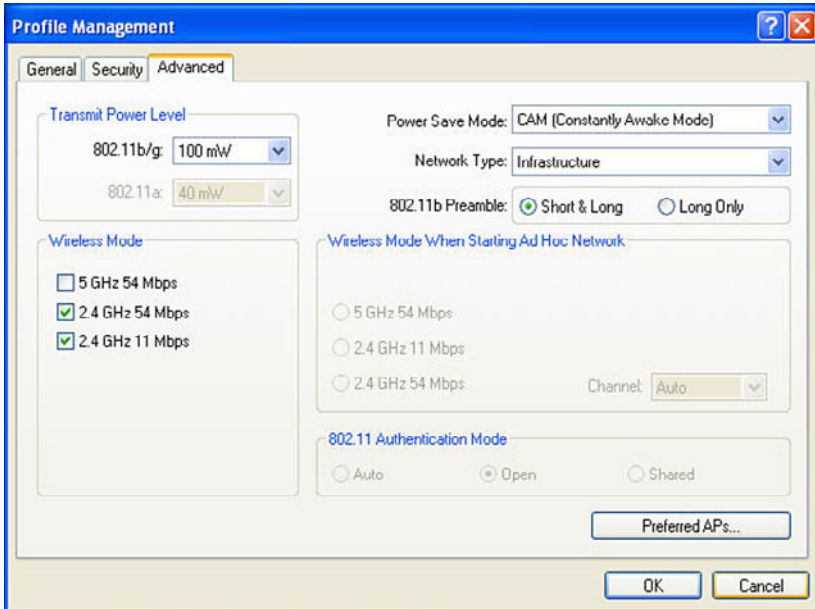 Profile Management
General Security Advanced
Transmit Power Level
802.11b/g: 100 mW
802.11a: 40 mW
Power Save Mode: CAM (Constantly Awake Mode)
Network Type: Infrastructure
802.11b Preamble: Short & Long Long Only
Wireless Mode
5 GHz 54 Mbps
2.4 GHz 54 Mbps
2.4 GHz 11 Mbps
Wireless Mode When Starting Ad Hoc Network
5 GHz 54 Mbps
2.4 GHz 11 Mbps
2.4 GHz 54 Mbps Channel: Auto
802.11 Authentication Mode
Auto Open Shared
Preferred APs...
OK Cancel